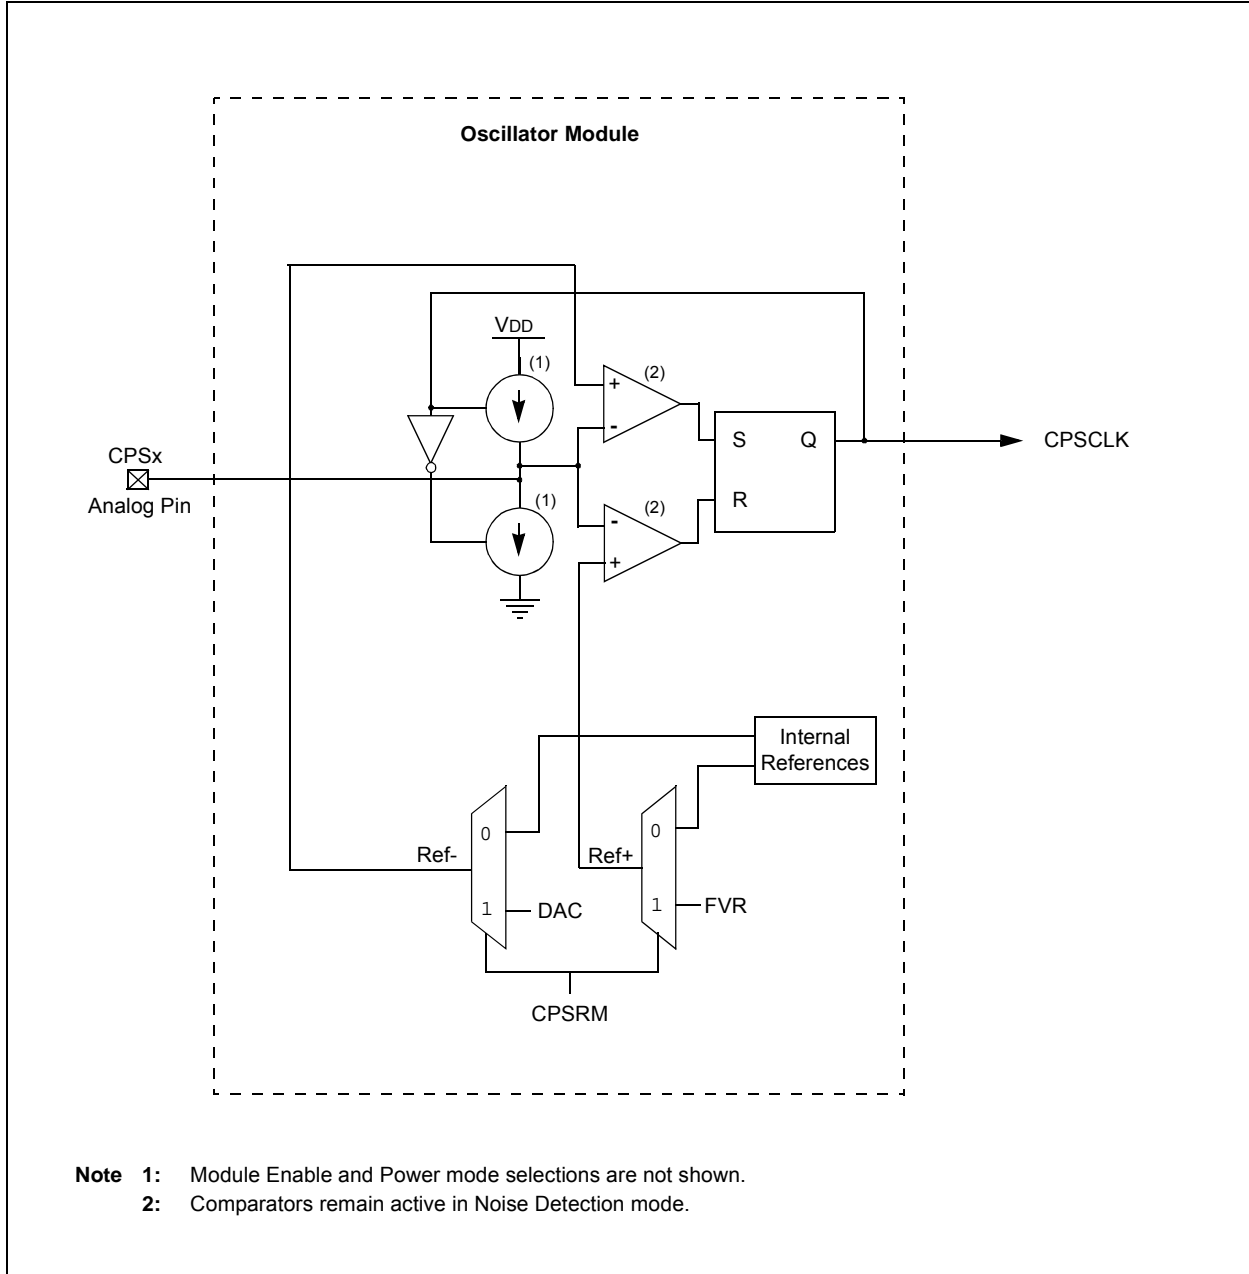 Oscillator Module
VDD
(1)
(2)
+
-
S Q
CPSCLK
CPSx
Analog Pin
(1)
(2)
R
-
+
Internal
References
0
0
Ref-
Ref+
1
DAC
1
FVR
CPSRM
Note 1: Module Enable and Power mode selections are not shown.
2: Comparators remain active in Noise Detection mode.